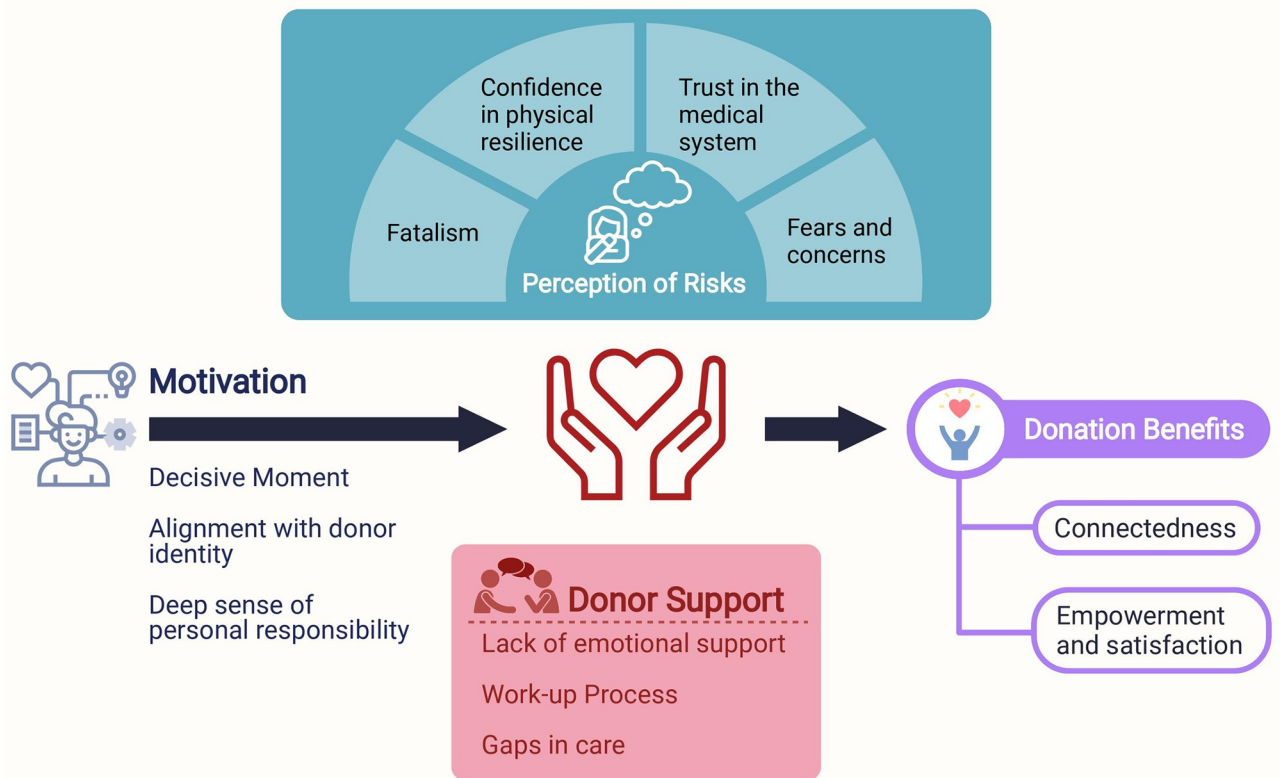 Confidence
in physical
resilience
Trust in the
medical
system
Fatalism
Fears and
concerns
Perception of Risks
Motivation
Decisive Moment
Alignment with donor
identity
Deep sense of
personal responsibility
Donor Support
Lack of emotional support
Work-up Process
Gaps in care
Donation Benefits
Connectedness
Empowerment
and satisfaction